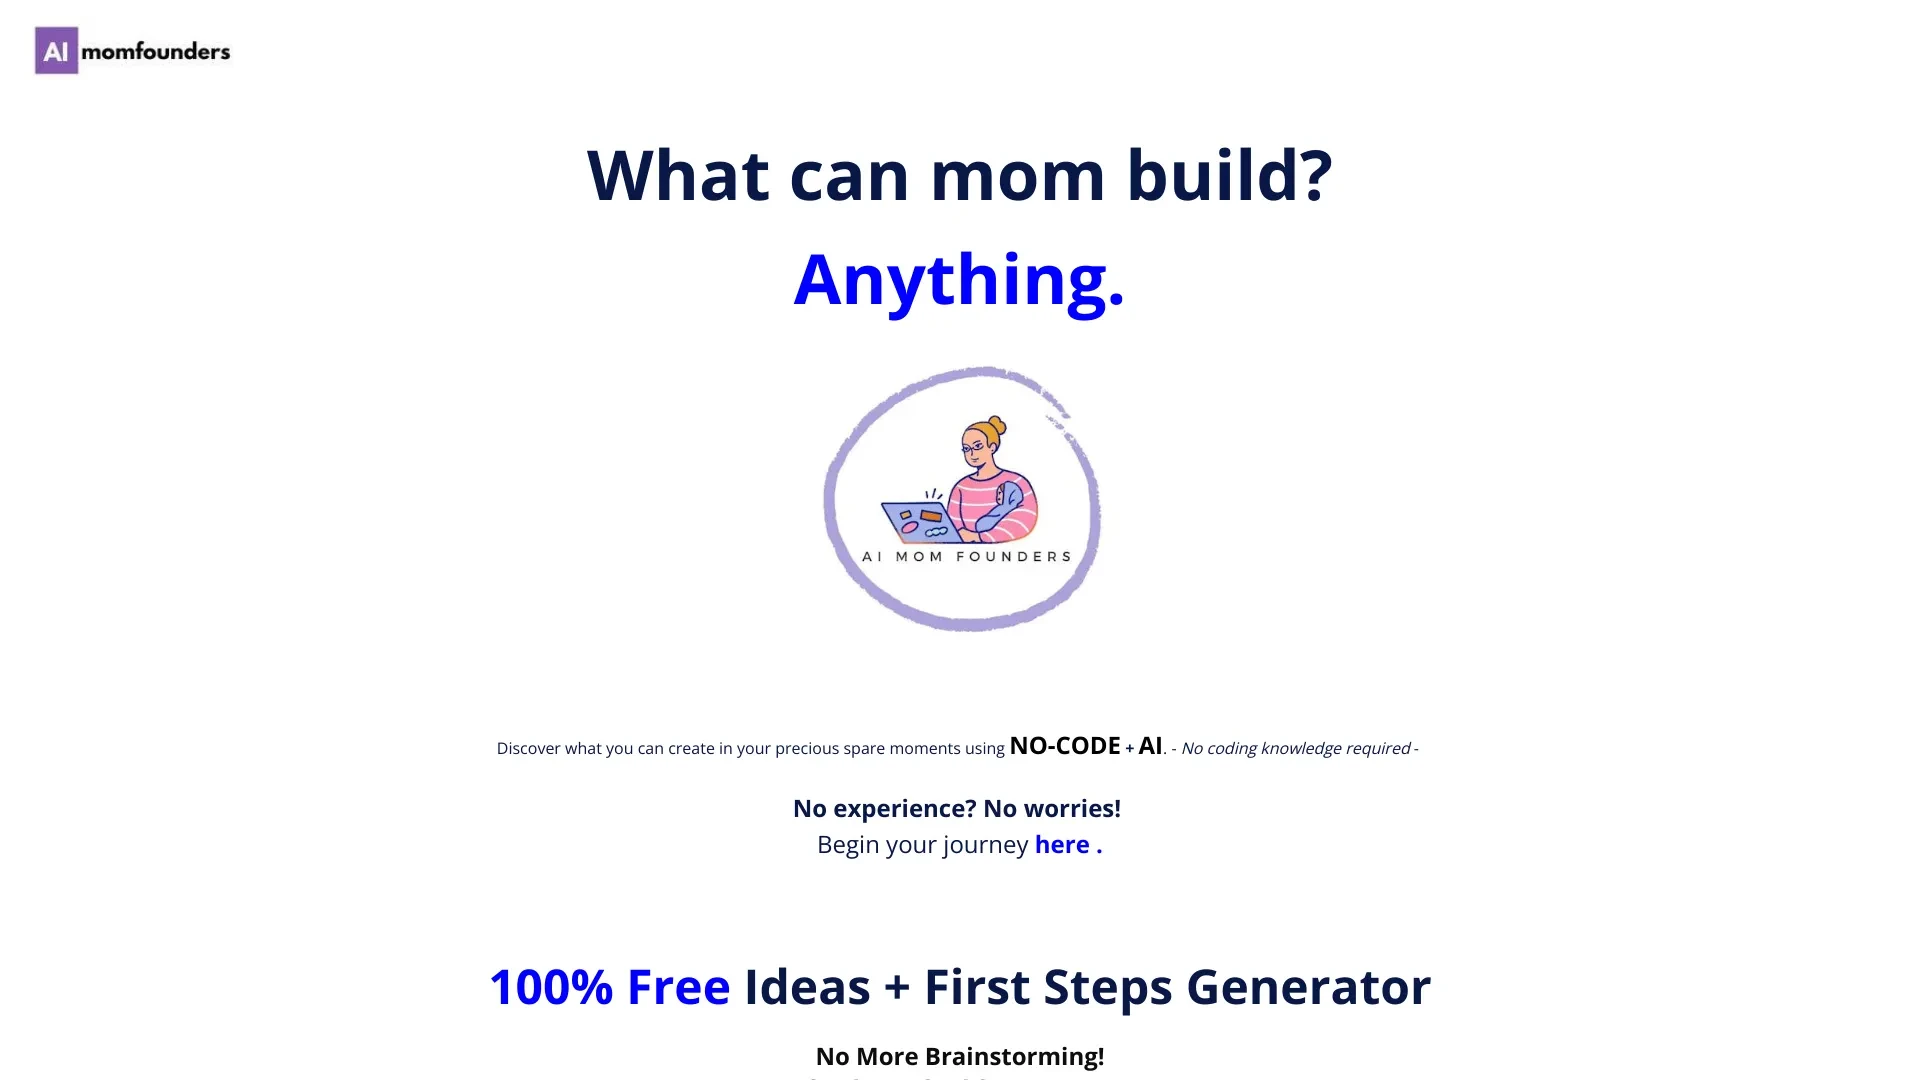 AI momfounders
What can mom build?
Anything.
AI MOM FOUNDERS
Discover what you can create in your precious spare moments using NO-CODE + AI. - No coding knowledge required -
No experience? No worries!
Begin your journey here .
100% Free Ideas + First Steps Generator
No More Brainstorming!